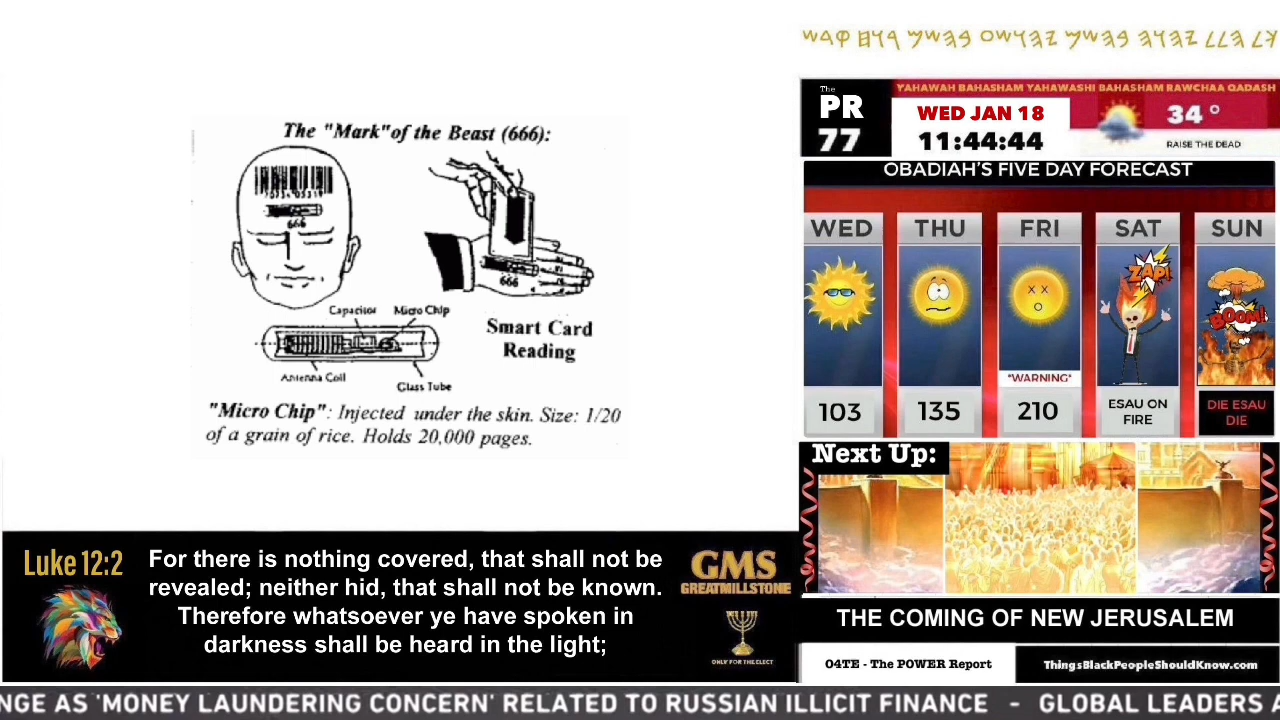 The "Mark"of the Beast (666):
666
666
Capacitor
Micro Chip
Antenna Coil
Glass Tube
Smart Card
Reading
"Micro Chip": Injected under the skin. Size: 1/20
of a grain of rice. Holds 20,000 pages.
The
PR
77
YAHAWAH BAHASHAM YAHAWASHI BAHASHAM RAWCHAA QADASH
WED JAN 18
11:44:44
34°
RAISE THE DEAD
OBADIAH'S FIVE DAY FORECAST
WED
THU
FRI
SAT
SUN
ZAP!
BOOM!
*WARNING*
103
135
210
ESAU ON
FIRE
DIE ESAU
DIE
Next Up:
THE COMING OF NEW JERUSALEM
04TE - The POWER Report
ThingsBlackPeopleShouldKnow.com
Luke 12:2
For there is nothing covered, that shall not be
revealed; neither hid, that shall not be known.
Therefore whatsoever ye have spoken in
darkness shall be heard in the light;
GMS
GREATMILLSTONE
ONLY FOR THE ELECT
NGE AS 'MONEY LAUNDERING CONCERN' RELATED TO RUSSIAN ILLICIT FINANCE - GLOBAL LEADERS A